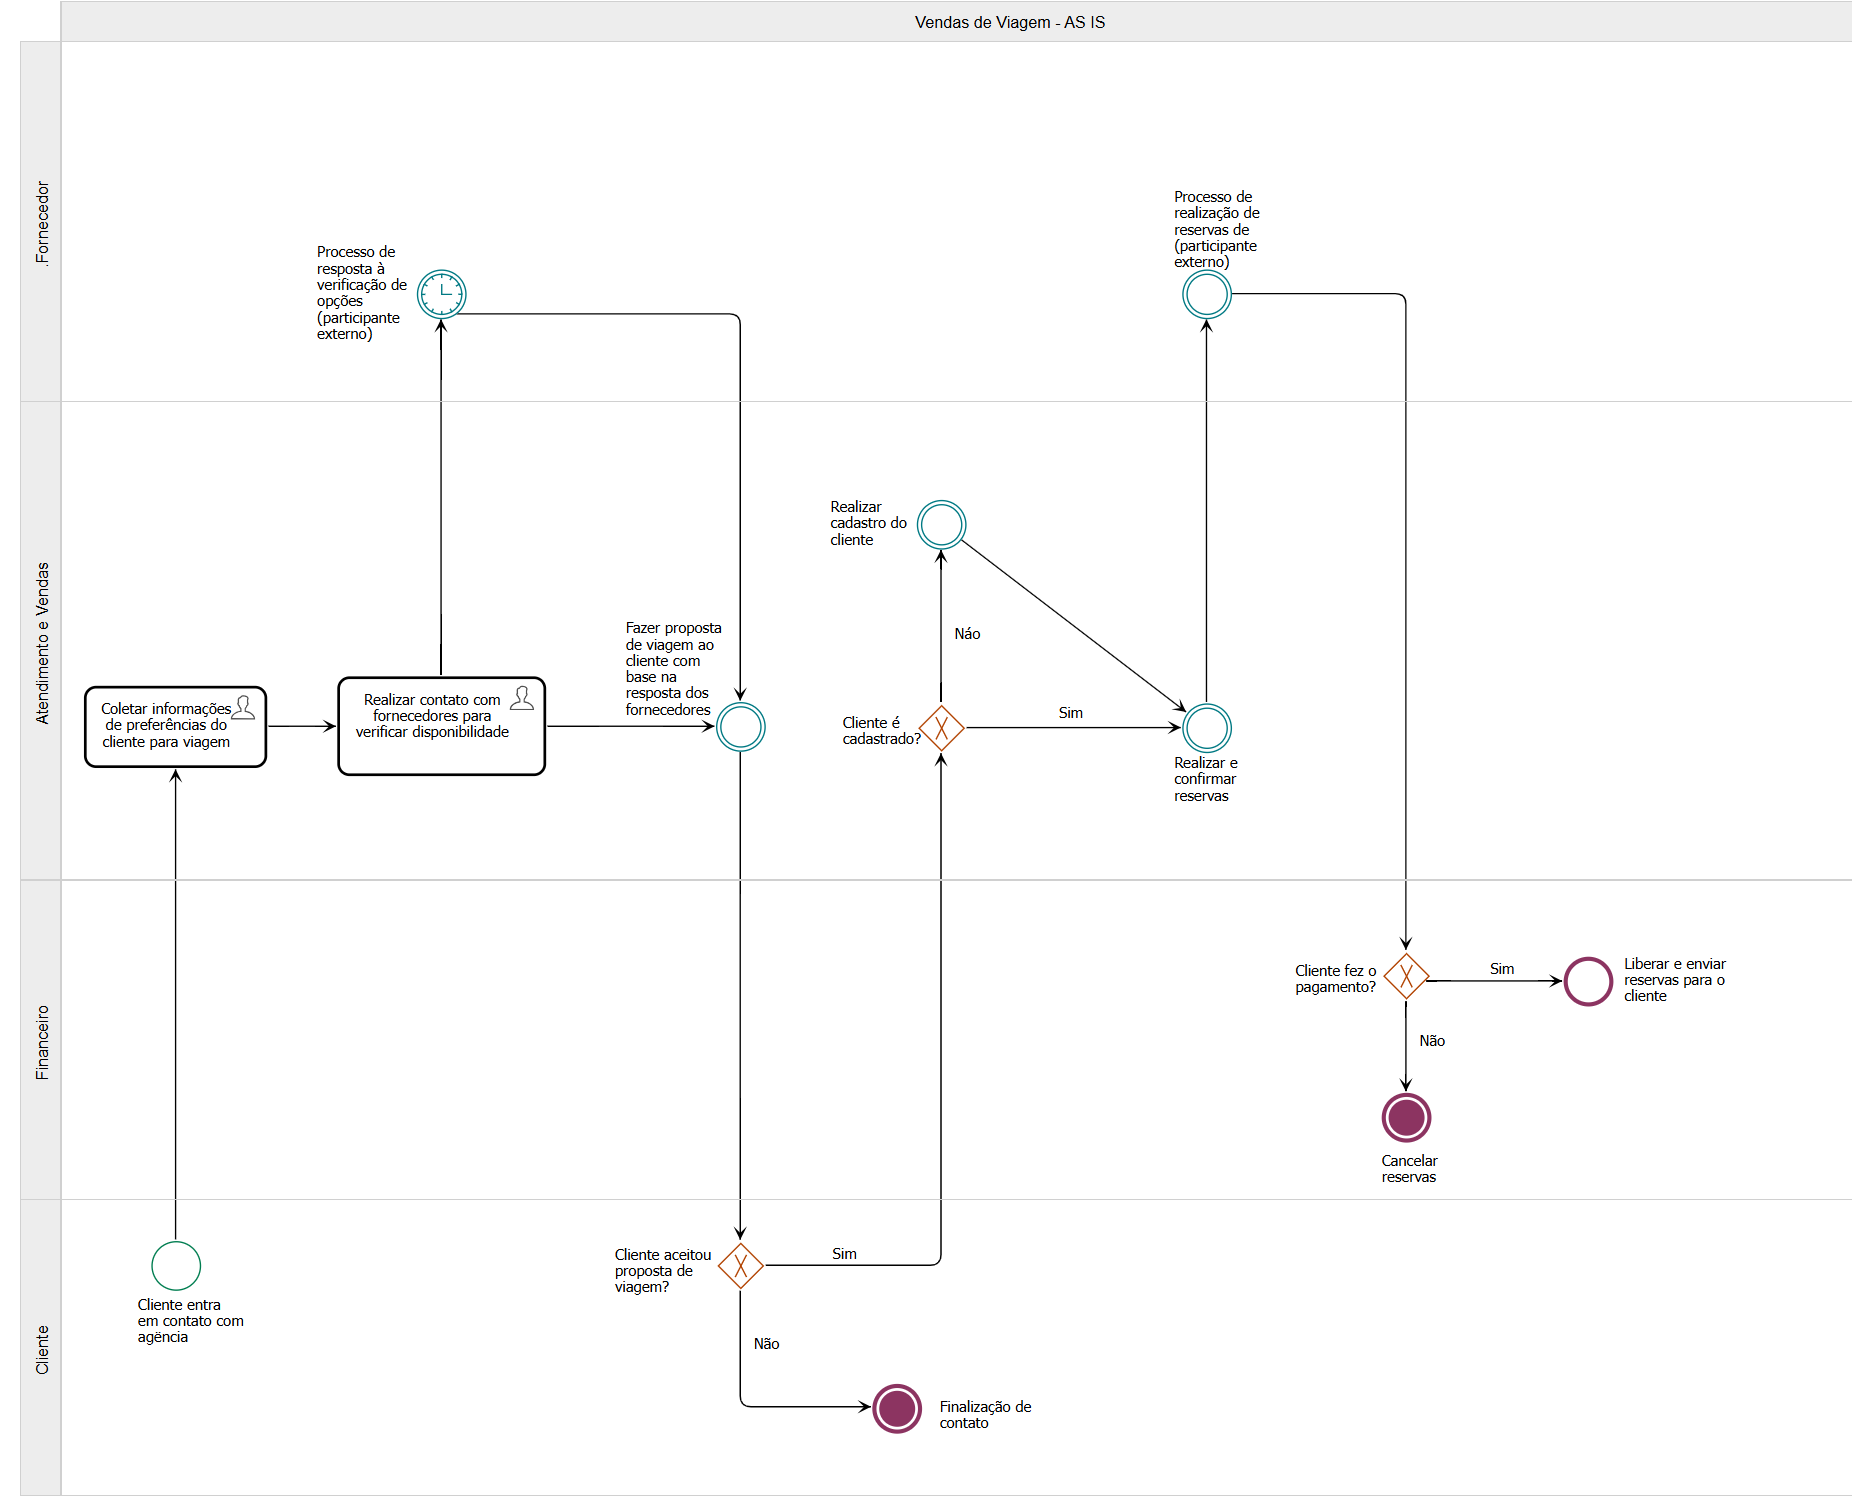 Vendas de Viagem - AS IS
.Fornecedor
Processo de
resposta à
verificação de
opções
(participante
externo)
Processo de
realização de
reservas de
(participante
externo)
Atendimento e Vendas
Coletar informações
de preferências do
cliente para viagem
Realizar contato com
fornecedores para
verificar disponibilidade
Fazer proposta
de viagem ao
cliente com
base na
resposta dos
fornecedores
Realizar
cadastro do
cliente
Náo
Cliente é
cadastrado?
Sim
Realizar e
confirmar
reservas
Financeiro
Cliente fez o
pagamento?
Sim
Liberar e enviar
reservas para o
cliente
Não
Cancelar
reservas
Cliente
Cliente entra
em contato com
agëncia
Cliente aceitou
proposta de
viagem?
Sim
Não
Finalização de
contato